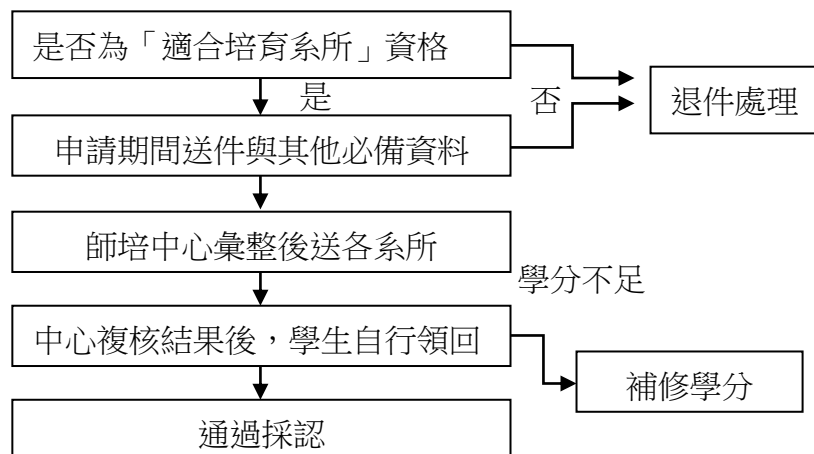 是否為「適合培育系所」資格
是
否
退件處理
申請期間送件與其他必備資料
師培中心彙整後送各系所
學分不足
中心複核結果後，學生自行領回
補修學分
通過採認